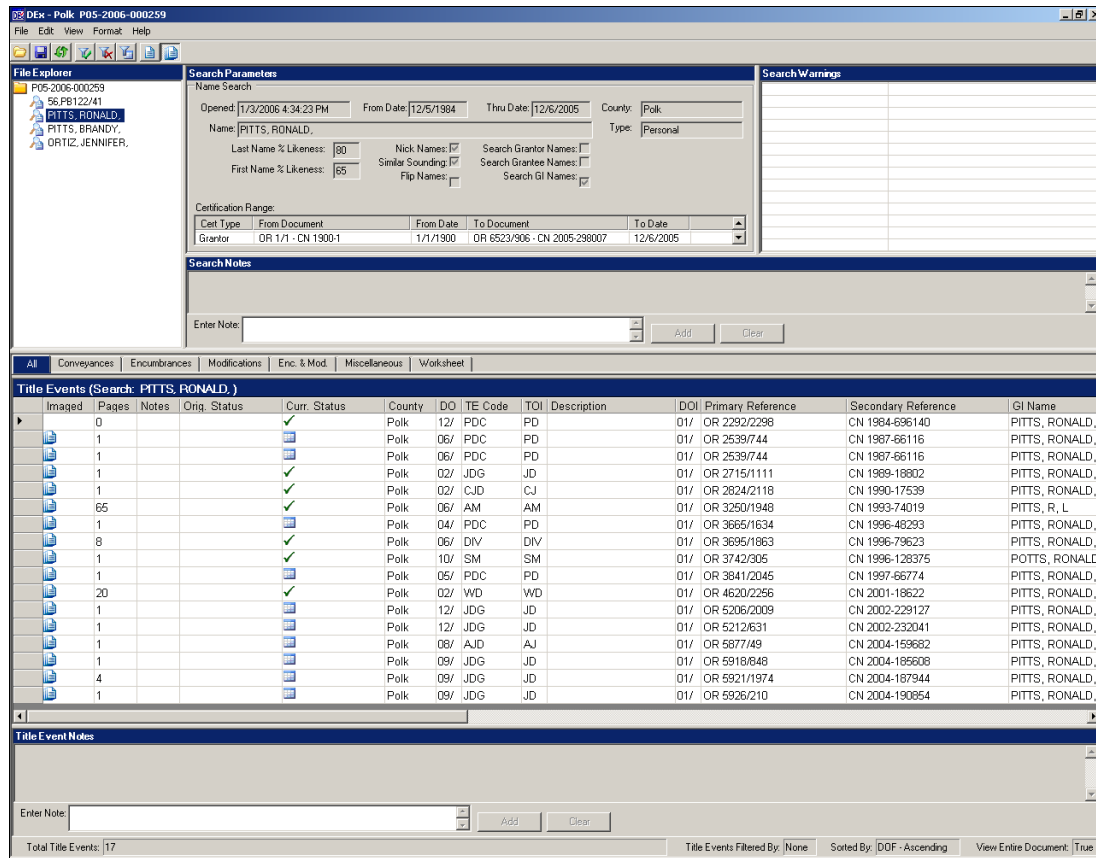 DEx - Polk P05-2006-000259
File Edit View Format Help
File Explorer
P05-2006-000259
56,PB122/41
PITTS, RONALD,
PITTS, BRANDY,
ORTIZ, JENNIFER,
Search Parameters
Name Search
Opened: 1/3/2006 4:34:23 PM From Date: 12/5/1984 Thru Date: 12/6/2005 County: Polk
Name: PITTS, RONALD, Type: Personal
Last Name % Likeness: 80 Nick Names: Search Grantor Names:
Similar Sounding: Search Grantee Names:
First Name % Likeness: 65 Flip Names: Search GI Names:
Certification Range:
Cert Type From Document From Date To Document To Date
Grantor OR 1/1 - CN 1900-1 1/1/1900 OR 6523/906 - CN 2005-298007 12/6/2005
Search Warnings
Search Notes
Enter Note: Add Clear
All Conveyances Encumbrances Modifications Enc. & Mod. Miscellaneous Worksheet
Title Events (Search: PITTS, RONALD, )
Imaged Pages Notes Orig. Status Curr. Status County DO TE Code TOI Description DOI Primary Reference Secondary Reference GI Name
0 Polk 12/ PDC PD 01/ OR 2292/2298 CN 1984-696140 PITTS, RONALD,
1 Polk 06/ PDC PD 01/ OR 2539/744 CN 1987-66116 PITTS, RONALD,
1 Polk 06/ PDC PD 01/ OR 2539/744 CN 1987-66116 PITTS, RONALD,
1 Polk 02/ JDG JD 01/ OR 2715/1111 CN 1989-18802 PITTS, RONALD,
1 Polk 02/ CJD CJ 01/ OR 2824/2118 CN 1990-17539 PITTS, RONALD,
65 Polk 06/ AM AM 01/ OR 3250/1948 CN 1993-74019 PITTS, R, L
1 Polk 04/ PDC PD 01/ OR 3665/1634 CN 1996-48293 PITTS, RONALD,
8 Polk 06/ DIV DIV 01/ OR 3695/1863 CN 1996-79623 PITTS, RONALD,
1 Polk 10/ SM SM 01/ OR 3742/305 CN 1996-128375 POTTS, RONALD
1 Polk 05/ PDC PD 01/ OR 3841/2045 CN 1997-66774 PITTS, RONALD,
20 Polk 02/ WD WD 01/ OR 4620/2256 CN 2001-18622 PITTS, RONALD,
1 Polk 12/ JDG JD 01/ OR 5206/2009 CN 2002-229127 PITTS, RONALD,
1 Polk 12/ JDG JD 01/ OR 5212/631 CN 2002-232041 PITTS, RONALD,
1 Polk 08/ AJD AJ 01/ OR 5877/49 CN 2004-159682 PITTS, RONALD,
1 Polk 09/ JDG JD 01/ OR 5918/848 CN 2004-185608 PITTS, RONALD,
4 Polk 09/ JDG JD 01/ OR 5921/1974 CN 2004-187944 PITTS, RONALD,
1 Polk 09/ JDG JD 01/ OR 5926/210 CN 2004-190854 PITTS, RONALD,
Title Event Notes
Enter Note: Add Clear
Total Title Events: 17 Title Events Filtered By: None Sorted By: DOF - Ascending View Entire Document: True